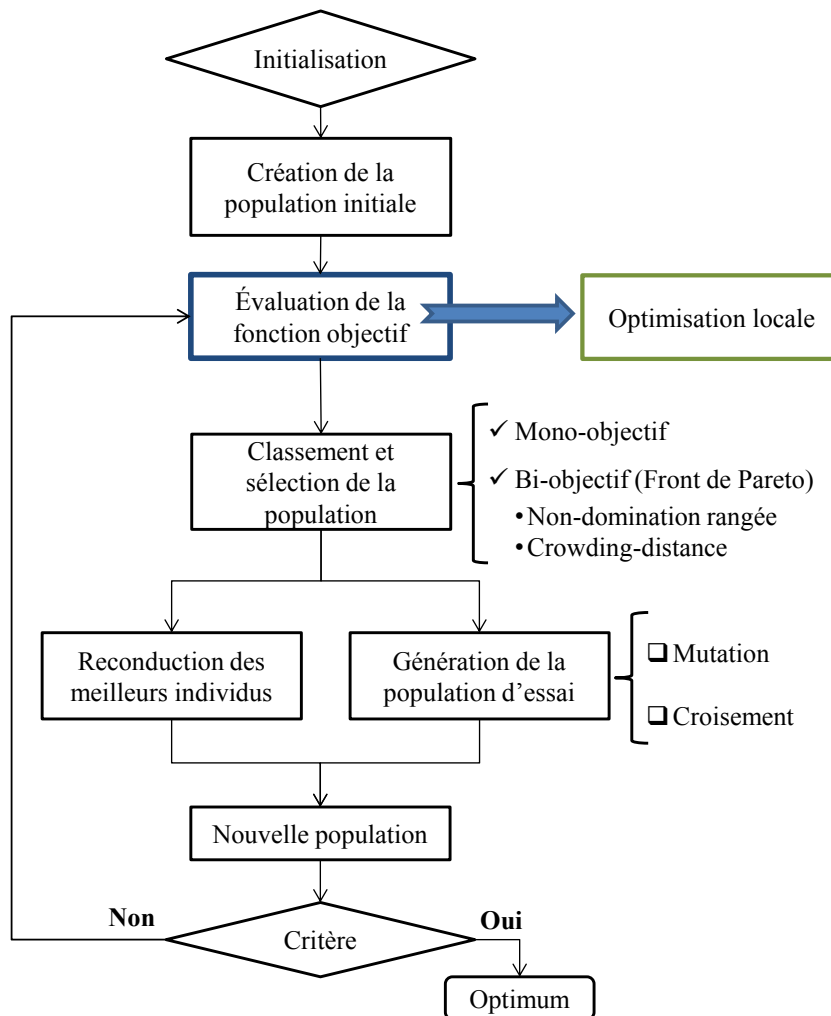 Initialisation
Création de la
population initiale
Évaluation de la
fonction objectif
Optimisation locale
Classement et
sélection de la
population
✓ Mono-objectif
✓ Bi-objectif (Front de Pareto)
• Non-domination rangée
• Crowding-distance
Reconduction des
meilleurs individus
Génération de la
population d’essai
❑ Mutation
❑ Croisement
Nouvelle population
Non
Critère
Oui
Optimum